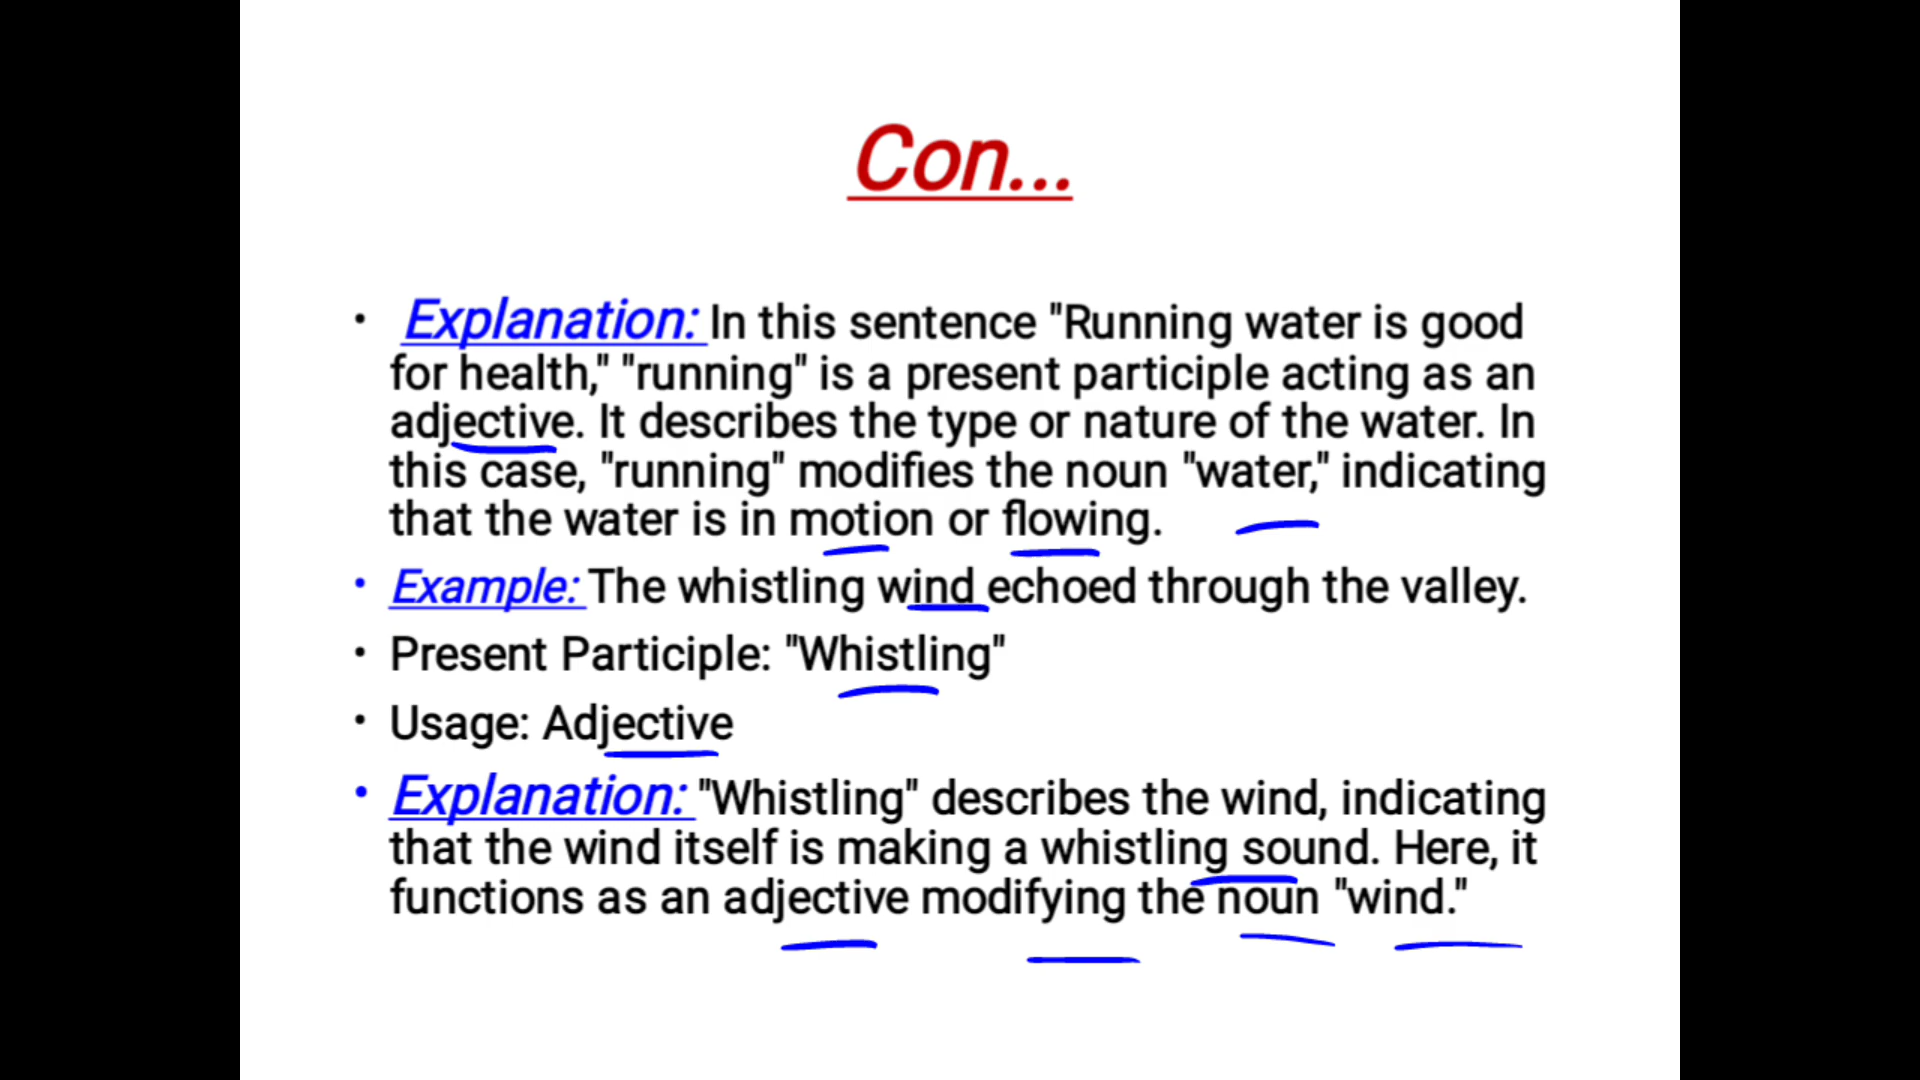 Con...
• Explanation: In this sentence "Running water is good
for health," "running" is a present participle acting as an
adjective. It describes the type or nature of the water. In
this case, "running" modifies the noun "water," indicating
that the water is in motion or flowing.
• Example: The whistling wind echoed through the valley.
• Present Participle: "Whistling"
• Usage: Adjective
• Explanation: "Whistling" describes the wind, indicating
that the wind itself is making a whistling sound. Here, it
functions as an adjective modifying the noun "wind."